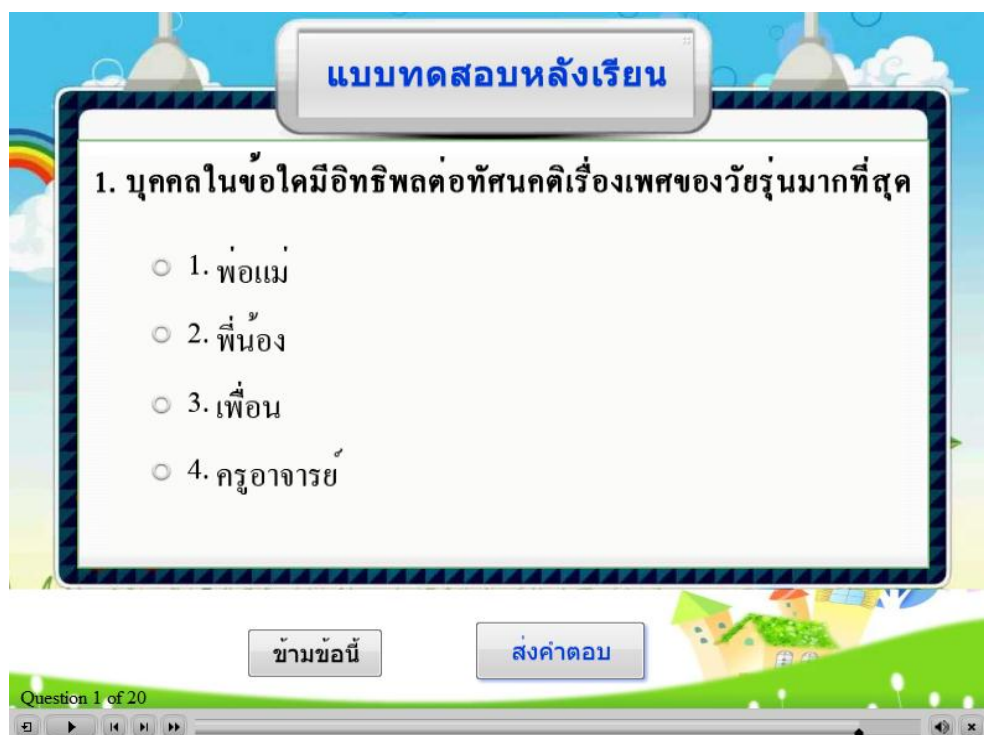 แบบทดสอบหลังเรียน
1. บุคคลในข้อใดมีอิทธิพลต่อทัศนคติเรื่องเพศของวัยรุ่นมากที่สุด
1. พ่อแม่
2. พี่น้อง
3. เพื่อน
4. ครูอาจารย์
ข้ามข้อนี้
ส่งคำตอบ
Question 1 of 20